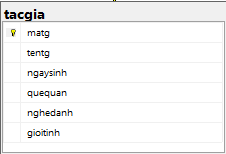 tacgia
matg
tentg
ngaysinh
quequan
nghedanh
gioitinh